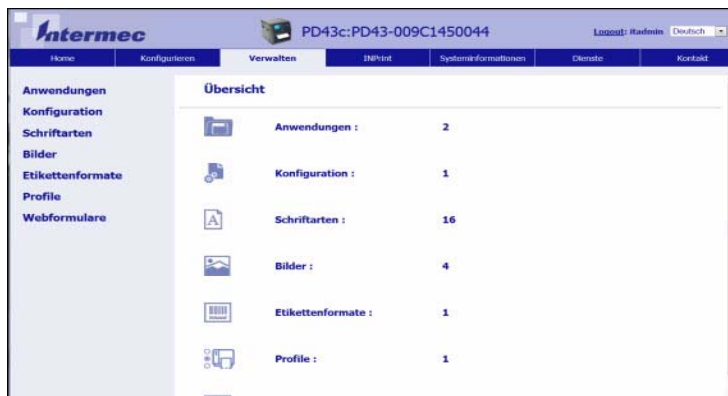 Intermec
PD43c:PD43-009C1450044
Logout: itadmin Deutsch
Home Konfigurieren Verwalten INPrint Systeminformationen Dienste Kontakt
Anwendungen
Konfiguration
Schriftarten
Bilder
Etikettenformate
Profile
Webformulare
Übersicht
Anwendungen : 2
Konfiguration : 1
Schriftarten : 16
Bilder : 4
Etikettenformate : 1
Profile : 1